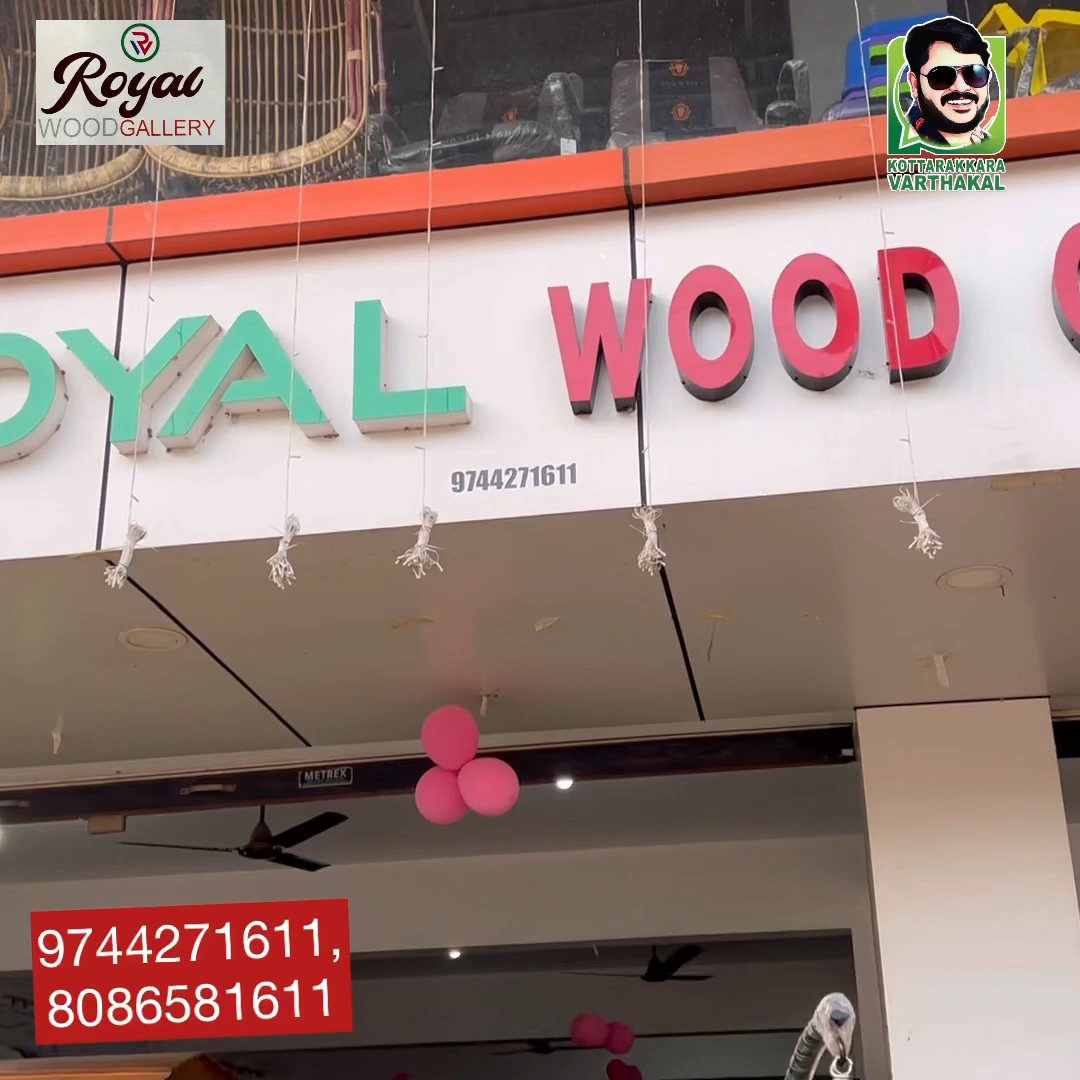 Royal
WOODGALLERY
KOTTARAKKARA
VARTHAKAL
OYAL WOOD
9744271611
METREX
9744271611,
8086581611